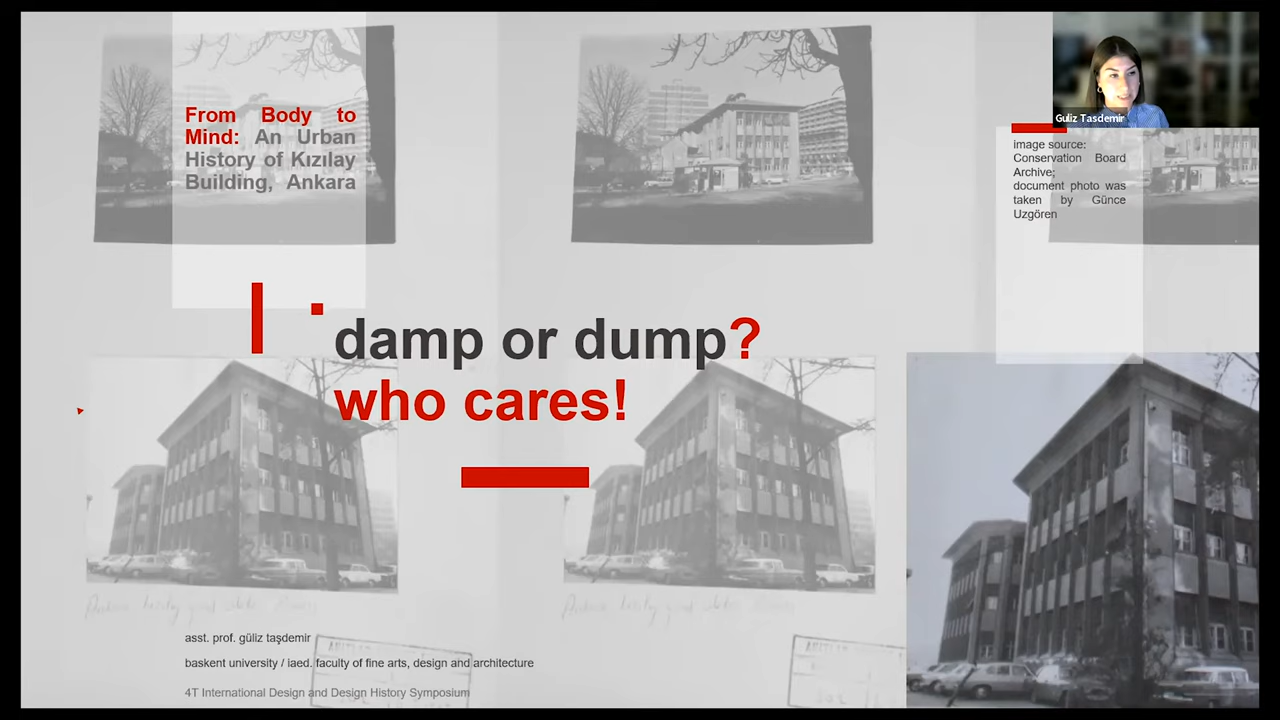 From Body to
Mind: An Urban
History of Kızılay
Building, Ankara
Guliz Tasdemir
image source:
Conservation Board
Archive;
document photo was
taken by Günce
Uzgören
damp or dump?
who cares!
asst. prof. güliz taşdemir
baskent university / iaed. faculty of fine arts, design and architecture
4T International Design and Design History Symposium